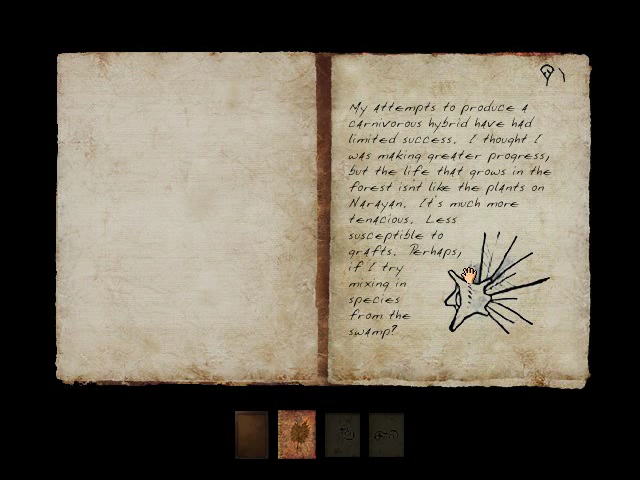 My attempts to produce a
carnivorous hybrid have had
limited success. I thought I
was making greater progress,
but the life that grows in the
forest isn't like the plants on
Narayan. It's much more
tenacious. Less
susceptible to
grafts. Perhaps,
if I try
mixing in
species
from the
swamp?